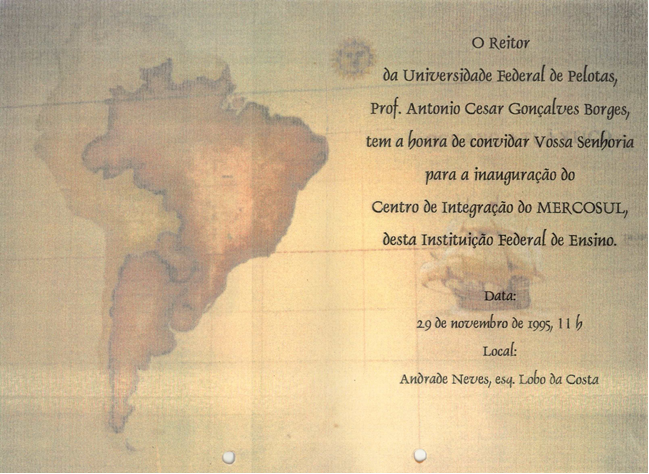 O Reitor
da Universidade Federal de Pelotas,
Prof. Antonio Cesar Gonçalves Borges,
tem a honra de convidar Vossa Senhoria
para a inauguração do
Centro de Integração do MERCOSUL,
desta Instituição Federal de Ensino.
Data:
29 de novembro de 1995, 11 h
Local:
Andrade Neves, esq. Lobo da Costa